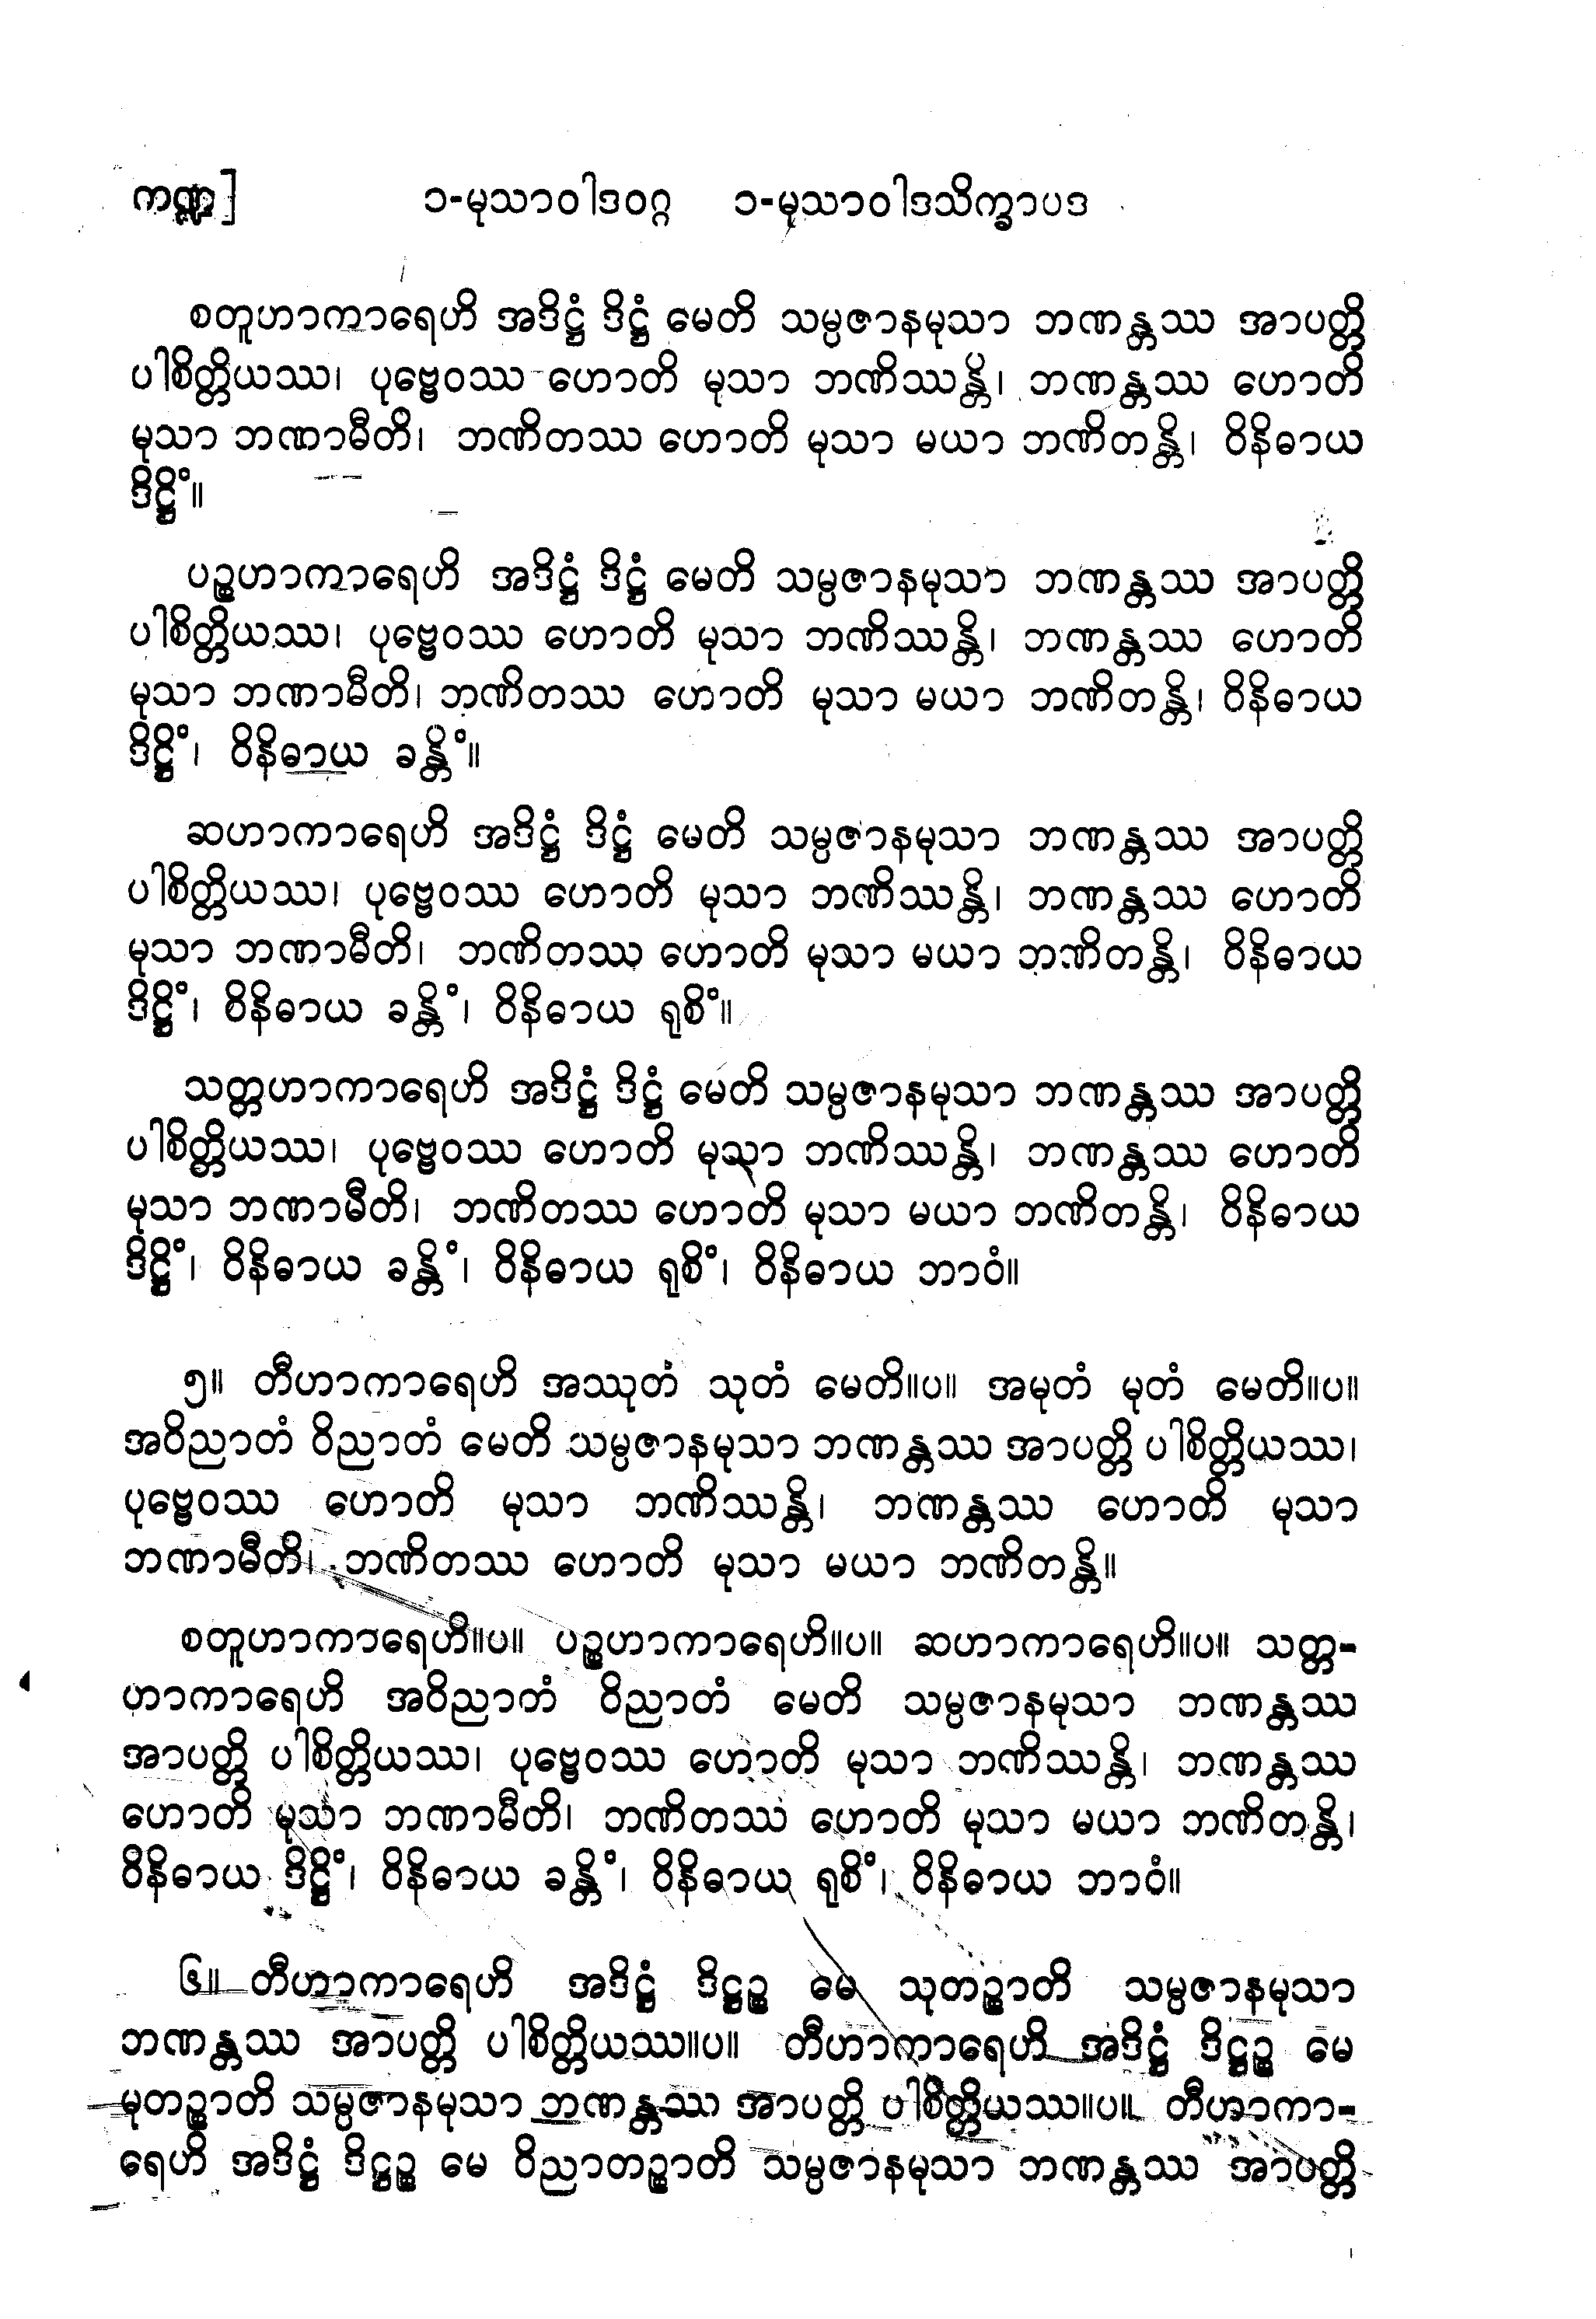 ကဏ္ဍ] ၁-မုသာဝါဒဝဂ္ဂ ၁-မုသာဝါဒသိက္ခာပဒ
စတူဟာကာရေဟိ အဒိဋ္ဌံ ဒိဋ္ဌံ မေတိ သမ္ပဇာနမုသာ ဘဏန္တဿ အာပတ္တိ
ပါစိတ္တိယဿ၊ ပုဗ္ဗေဝဿ ဟောတိ မုသာ ဘဏိဿန္တိ၊ ဘဏန္တဿ ဟောတိ
မုသာ ဘဏာမီတိ၊ ဘဏိတဿ ဟောတိ မုသာ မယာ ဘဏိတန္တိ၊ ဝိနိဓာယ
ဒိဋ္ဌိံ။
ပဉ္စဟာကာရေဟိ အဒိဋ္ဌံ ဒိဋ္ဌံ မေတိ သမ္ပဇာနမုသာ ဘဏန္တဿ အာပတ္တိ
ပါစိတ္တိယဿ၊ ပုဗ္ဗေဝဿ ဟောတိ မုသာ ဘဏိဿန္တိ၊ ဘဏန္တဿ ဟောတိ
မုသာ ဘဏာမီတိ၊ ဘဏိတဿ ဟောတိ မုသာ မယာ ဘဏိတန္တိ၊ ဝိနိဓာယ
ဒိဋ္ဌိံ၊ ဝိနိဓာယ ခန္တိံ။
ဆဟာကာရေဟိ အဒိဋ္ဌံ ဒိဋ္ဌံ မေတိ သမ္ပဇာနမုသာ ဘဏန္တဿ အာပတ္တိ
ပါစိတ္တိယဿ၊ ပုဗ္ဗေဝဿ ဟောတိ မုသာ ဘဏိဿန္တိ၊ ဘဏန္တဿ ဟောတိ
မုသာ ဘဏာမီတိ၊ ဘဏိတဿ ဟောတိ မုသာ မယာ ဘဏိတန္တိ၊ ဝိနိဓာယ
ဒိဋ္ဌိံ၊ ဝိနိဓာယ ခန္တိံ၊ ဝိနိဓာယ ရုစိံ။
သတ္တဟာကာရေဟိ အဒိဋ္ဌံ ဒိဋ္ဌံ မေတိ သမ္ပဇာနမုသာ ဘဏန္တဿ အာပတ္တိ
ပါစိတ္တိယဿ၊ ပုဗ္ဗေဝဿ ဟောတိ မုသာ ဘဏိဿန္တိ၊ ဘဏန္တဿ ဟောတိ
မုသာ ဘဏာမီတိ၊ ဘဏိတဿ ဟောတိ မုသာ မယာ ဘဏိတန္တိ၊ ဝိနိဓာယ
ဒိဋ္ဌိံ၊ ဝိနိဓာယ ခန္တိံ၊ ဝိနိဓာယ ရုစိံ၊ ဝိနိဓာယ ဘာဝံ။
၅။ တီဟာကာရေဟိ အဿုတံ သုတံ မေတိ။ပ။ အမုတံ မုတံ မေတိ။ပ။
အဝိညာတံ ဝိညာတံ မေတိ သမ္ပဇာနမုသာ ဘဏန္တဿ အာပတ္တိ ပါစိတ္တိယဿ၊
ပုဗ္ဗေဝဿ ဟောတိ မုသာ ဘဏိဿန္တိ၊ ဘဏန္တဿ ဟောတိ မုသာ
ဘဏာမီတိ၊ ဘဏိတဿ ဟောတိ မုသာ မယာ ဘဏိတန္တိ။
စတူဟာကာရေဟိ။ပ။ ပဉ္စဟာကာရေဟိ။ပ။ ဆဟာကာရေဟိ။ပ။ သတ္တ-
ဟာကာရေဟိ အဝိညာတံ ဝိညာတံ မေတိ သမ္ပဇာနမုသာ ဘဏန္တဿ
အာပတ္တိ ပါစိတ္တိယဿ၊ ပုဗ္ဗေဝဿ ဟောတိ မုသာ ဘဏိဿန္တိ၊ ဘဏန္တဿ
ဟောတိ မုသာ ဘဏာမီတိ၊ ဘဏိတဿ ဟောတိ မုသာ မယာ ဘဏိတန္တိ၊
ဝိနိဓာယ ဒိဋ္ဌိံ၊ ဝိနိဓာယ ခန္တိံ၊ ဝိနိဓာယ ရုစိံ၊ ဝိနိဓာယ ဘာဝံ။
၆။ တီဟာကာရေဟိ အဒိဋ္ဌံ ဒိဋ္ဌဉ္စ မေ သုတဉ္စာတိ သမ္ပဇာနမုသာ
ဘဏန္တဿ အာပတ္တိ ပါစိတ္တိယဿ။ပ။ တီဟာကာရေဟိ အဒိဋ္ဌံ ဒိဋ္ဌဉ္စ မေ
မုတဉ္စာတိ သမ္ပဇာနမုသာ ဘဏန္တဿ အာပတ္တိ ပါစိတ္တိယဿ။ပ။ တီဟာကာ-
ရေဟိ အဒိဋ္ဌံ ဒိဋ္ဌဉ္စ မေ ဝိညာတဉ္စာတိ သမ္ပဇာနမုသာ ဘဏန္တဿ အာပတ္တိ